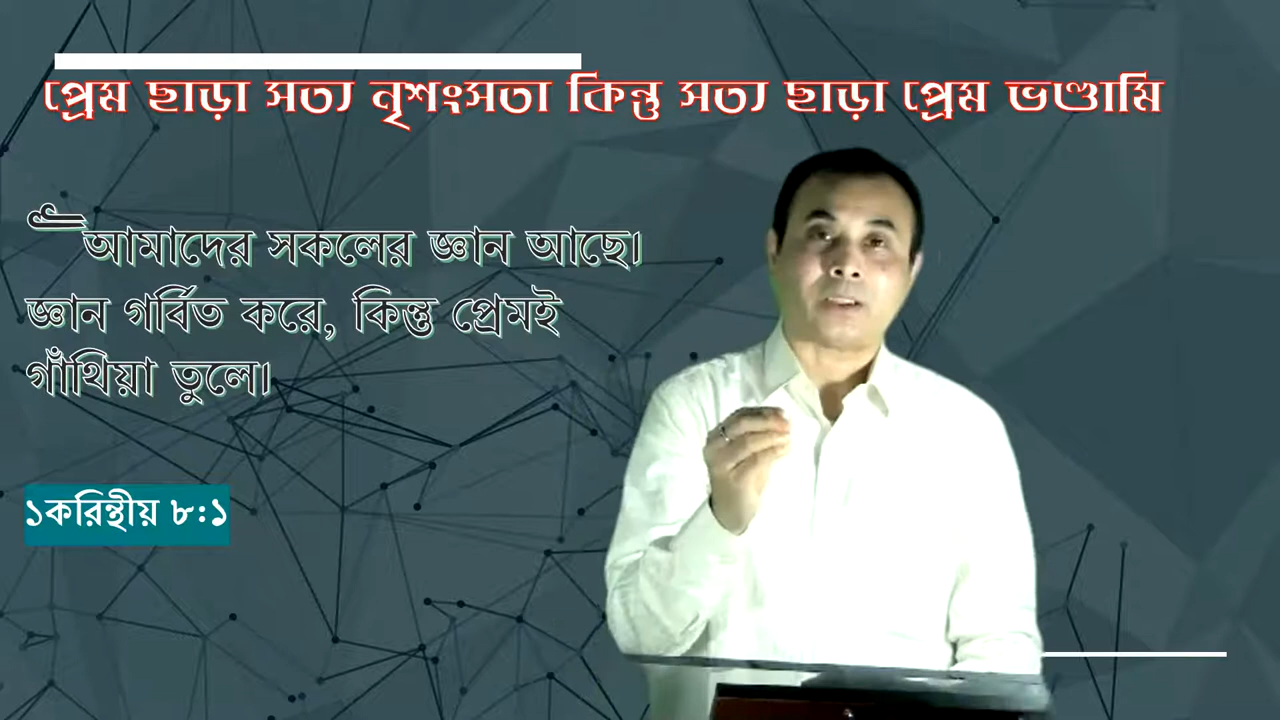 প্রেম ছাড়া সত্য নৃশংসতা কিন্তু সত্য ছাড়া প্রেম ভণ্ডামি
আমাদের সকলের জ্ঞান আছে।
জ্ঞান গর্বিত করে, কিন্তু প্রেমই
গাঁথিয়া তুলে।
১করিন্থীয় ৮:১